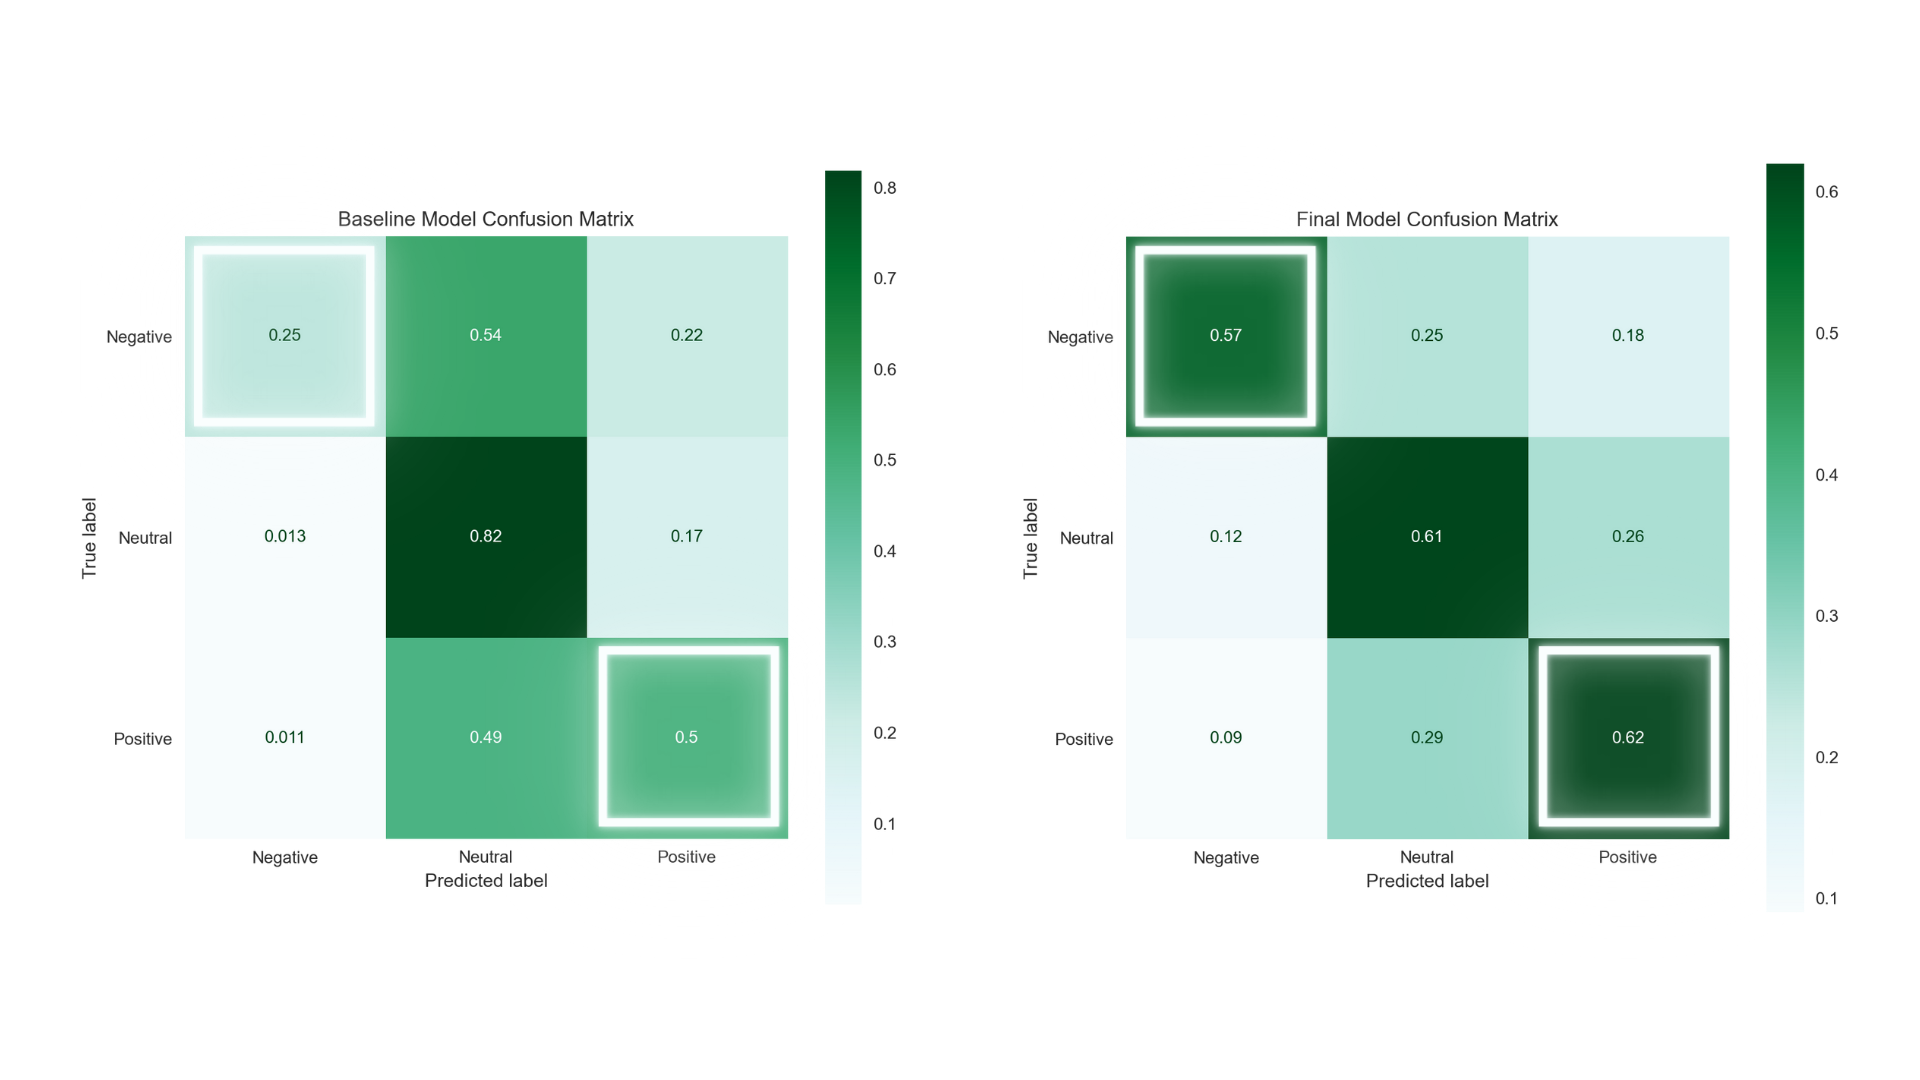 Baseline Model Confusion Matrix
True label
Negative 0.25 0.54 0.22
Neutral 0.013 0.82 0.17
Positive 0.011 0.49 0.5
Negative Neutral Positive
Predicted label
0.8
0.7
0.6
0.5
0.4
0.3
0.2
0.1
Final Model Confusion Matrix
True label
Negative 0.57 0.25 0.18
Neutral 0.12 0.61 0.26
Positive 0.09 0.29 0.62
Negative Neutral Positive
Predicted label
0.6
0.5
0.4
0.3
0.2
0.1